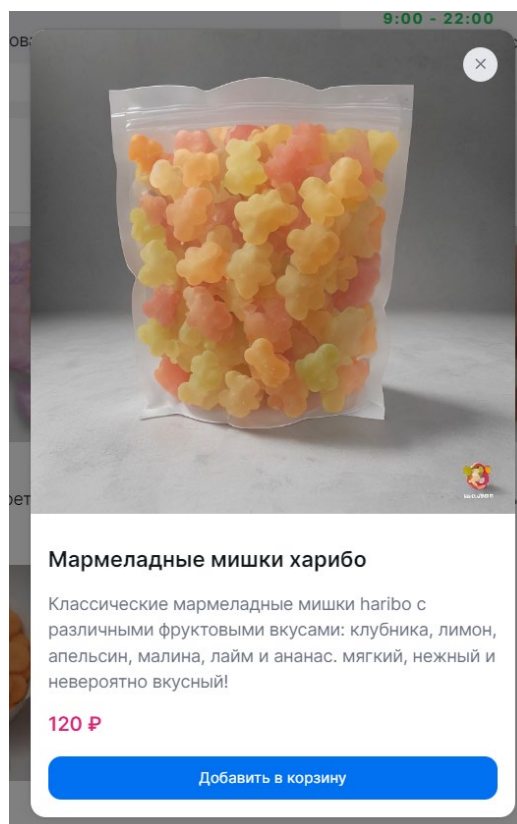 9:00 - 22:00
Мармеладные мишки харибо
Классические мармеладные мишки haribo с
различными фруктовыми вкусами: клубника, лимон,
апельсин, малина, лайм и ананас. мягкий, нежный и
невероятно вкусный!
120 ₽
Добавить в корзину